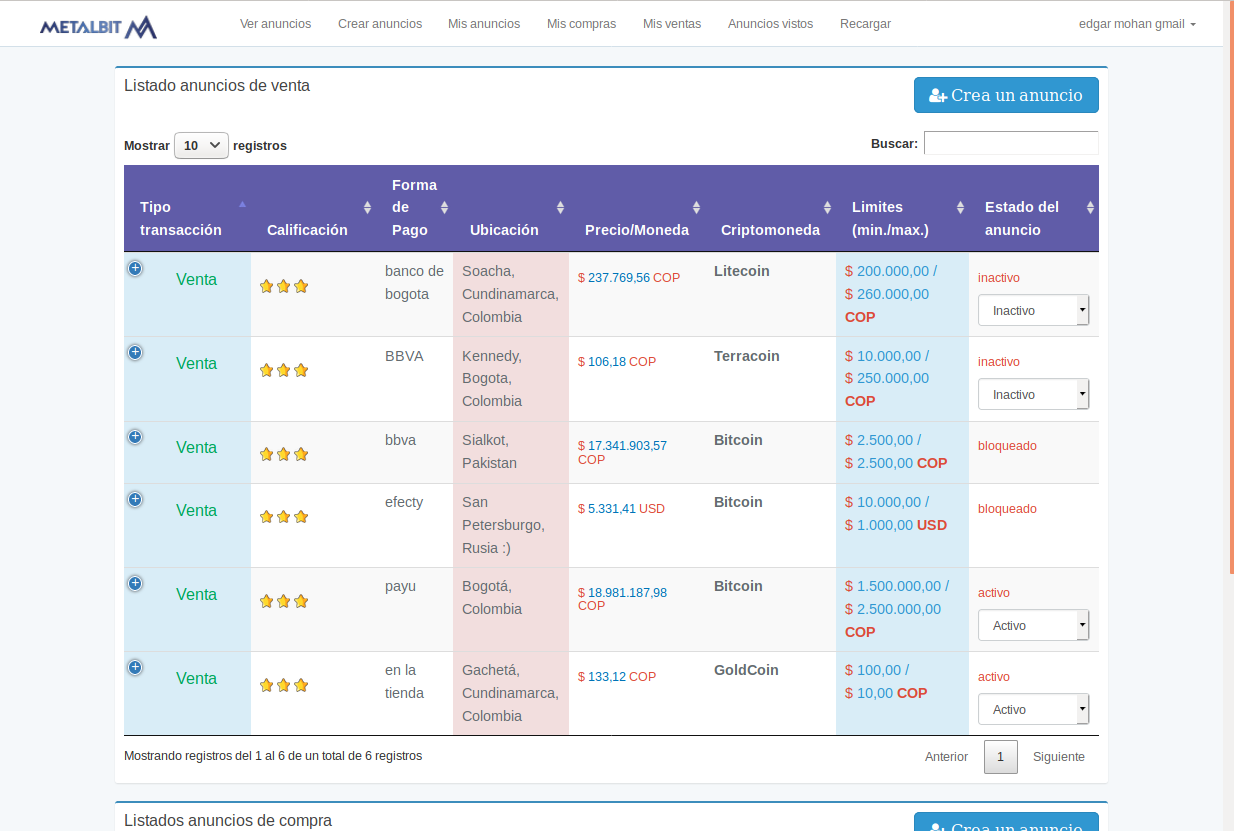 METALBIT
Ver anuncios Crear anuncios Mis anuncios Mis compras Mis ventas Anuncios vistos Recargar edgar mohan gmail
Listado anuncios de venta
Crea un anuncio
Mostrar 10 registros
Buscar:
Tipo transacción
Calificación
Forma de Pago
Ubicación
Precio/Moneda
Criptomoneda
Limites (min./max.)
Estado del anuncio
Venta
banco de
bogota
Soacha,
Cundinamarca,
Colombia
$ 237.769,56 COP
Litecoin
$ 200.000,00 /
$ 260.000,00
COP
inactivo
Inactivo
Venta
BBVA
Kennedy,
Bogota,
Colombia
$ 106,18 COP
Terracoin
$ 10.000,00 /
$ 250.000,00
COP
inactivo
Inactivo
Venta
bbva
Sialkot,
Pakistan
$ 17.341.903,57
COP
Bitcoin
$ 2.500,00 /
$ 2.500,00 COP
bloqueado
Venta
efecty
San
Petersburgo,
Rusia :)
$ 5.331,41 USD
Bitcoin
$ 10.000,00 /
$ 1.000,00 USD
bloqueado
Venta
payu
Bogotá,
Colombia
$ 18.981.187,98
COP
Bitcoin
$ 1.500.000,00 /
$ 2.500.000,00
COP
activo
Activo
Venta
en la
tienda
Gachetá,
Cundinamarca,
Colombia
$ 133,12 COP
GoldCoin
$ 100,00 /
$ 10,00 COP
activo
Activo
Mostrando registros del 1 al 6 de un total de 6 registros
Anterior 1 Siguiente
Listados anuncios de compra
Crea un anuncio